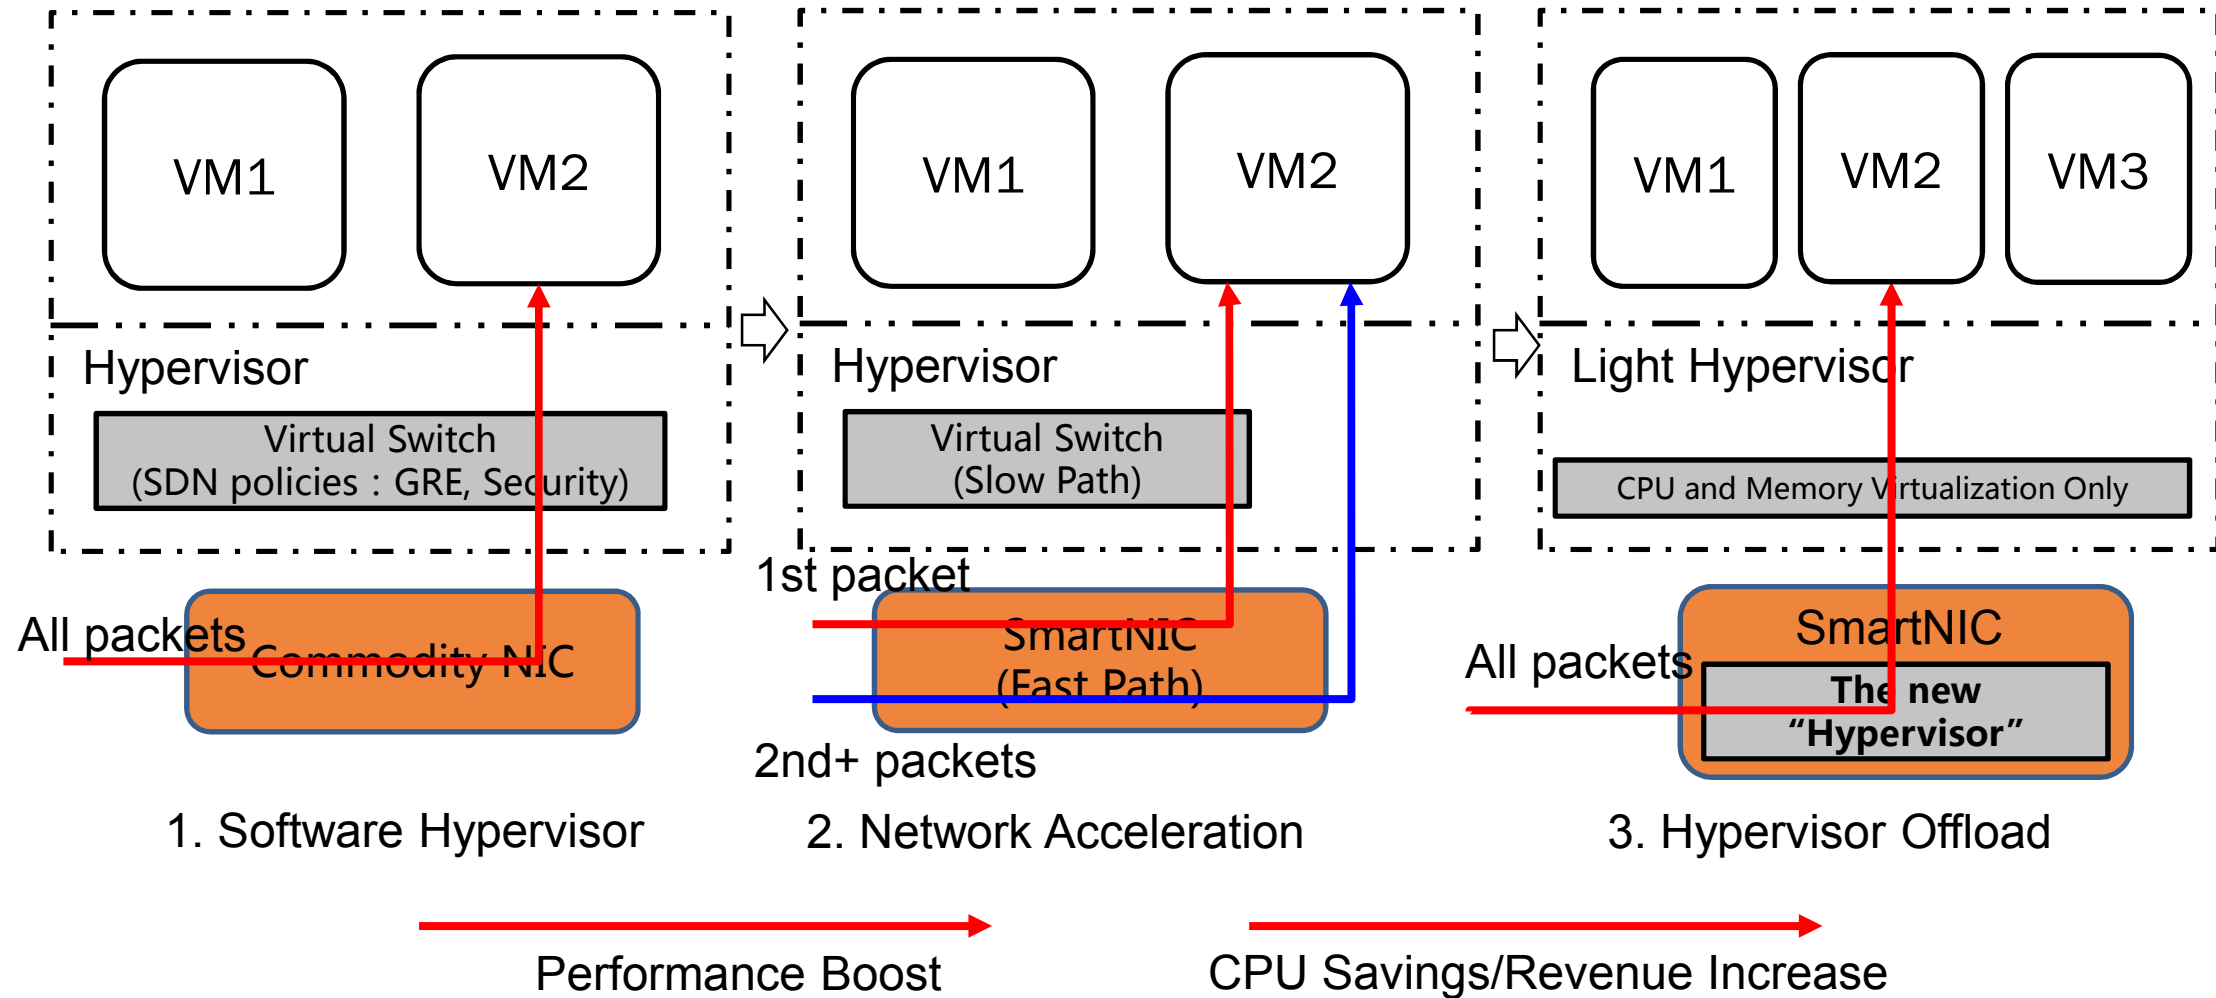 VM1
VM2
Hypervisor
Virtual Switch
(SDN policies : GRE, Security)
All packets
Commodity NIC
1. Software Hypervisor
VM1
VM2
Hypervisor
Virtual Switch
(Slow Path)
1st packet
SmartNIC
(Fast Path)
2nd+ packets
2. Network Acceleration
VM1
VM2
VM3
Light Hypervisor
CPU and Memory Virtualization Only
All packets
SmartNIC
The new
“Hypervisor”
3. Hypervisor Offload
Performance Boost
CPU Savings/Revenue Increase